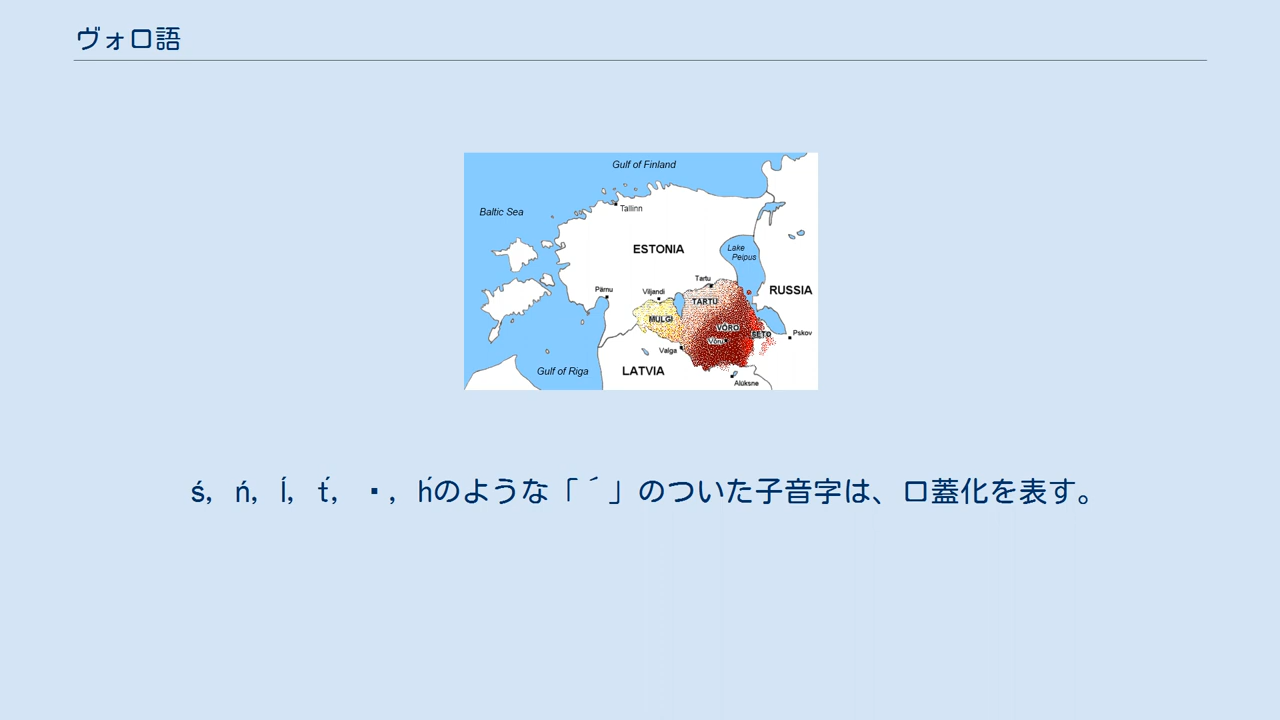 ヴォロ語
Gulf of Finland
Baltic Sea
Tallinn
ESTONIA
Lake
Peipus
Tartu
RUSSIA
Pärnu
Viljandi
TARTU
MULGI
VÕRO
Võru
SETO
Pskov
Valga
Gulf of Riga
LATVIA
Alūksne
ś, ń, ĺ, t́, ▪, h́のような「´」のついた子音字は、口蓋化を表す。